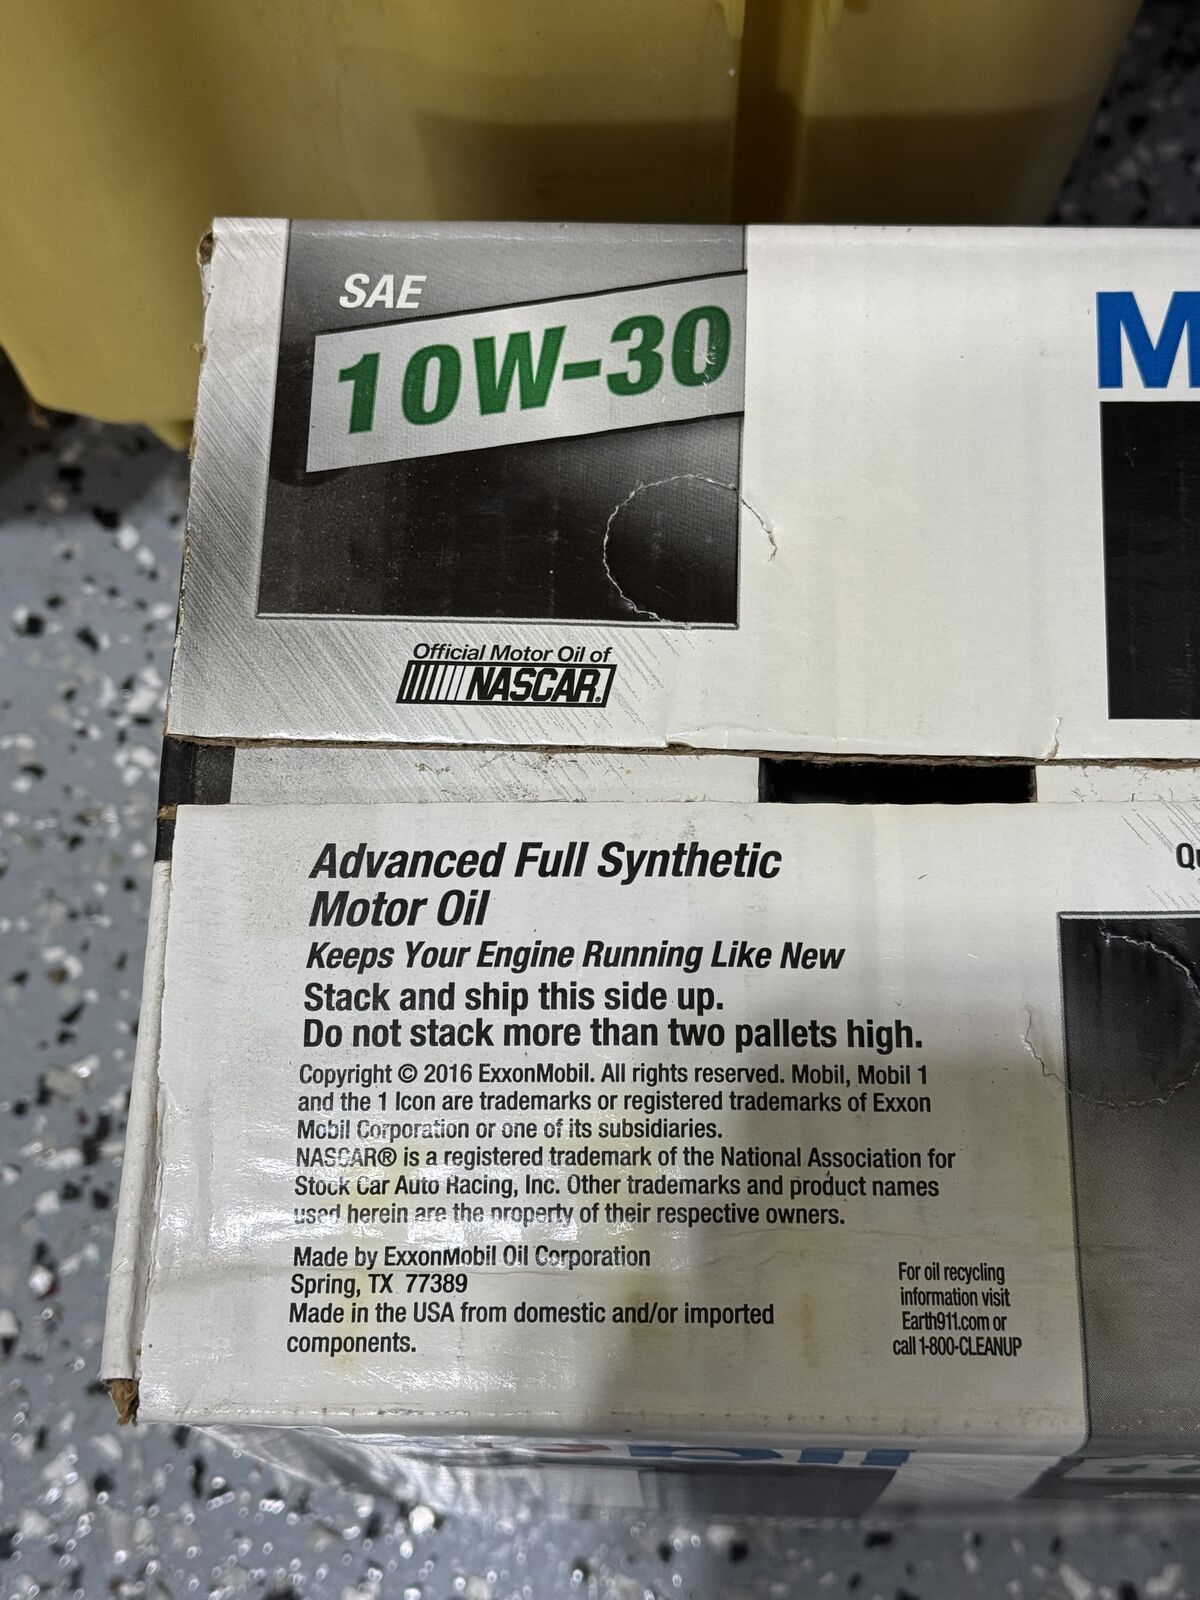 SAE
10W-30
M
Official Motor Oil of
NASCAR.
Advanced Full Synthetic
Motor Oil
Keeps Your Engine Running Like New
Stack and ship this side up.
Do not stack more than two pallets high.
Copyright © 2016 ExxonMobil. All rights reserved. Mobil, Mobil 1
and the 1 Icon are trademarks or registered trademarks of Exxon
Mobil Corporation or one of its subsidiaries.
NASCAR® is a registered trademark of the National Association for
Stock Car Auto Racing, Inc. Other trademarks and product names
used herein are the property of their respective owners.
Made by ExxonMobil Oil Corporation
Spring, TX 77389
Made in the USA from domestic and/or imported
components.
For oil recycling
information visit
Earth911.com or
call 1-800-CLEANUP